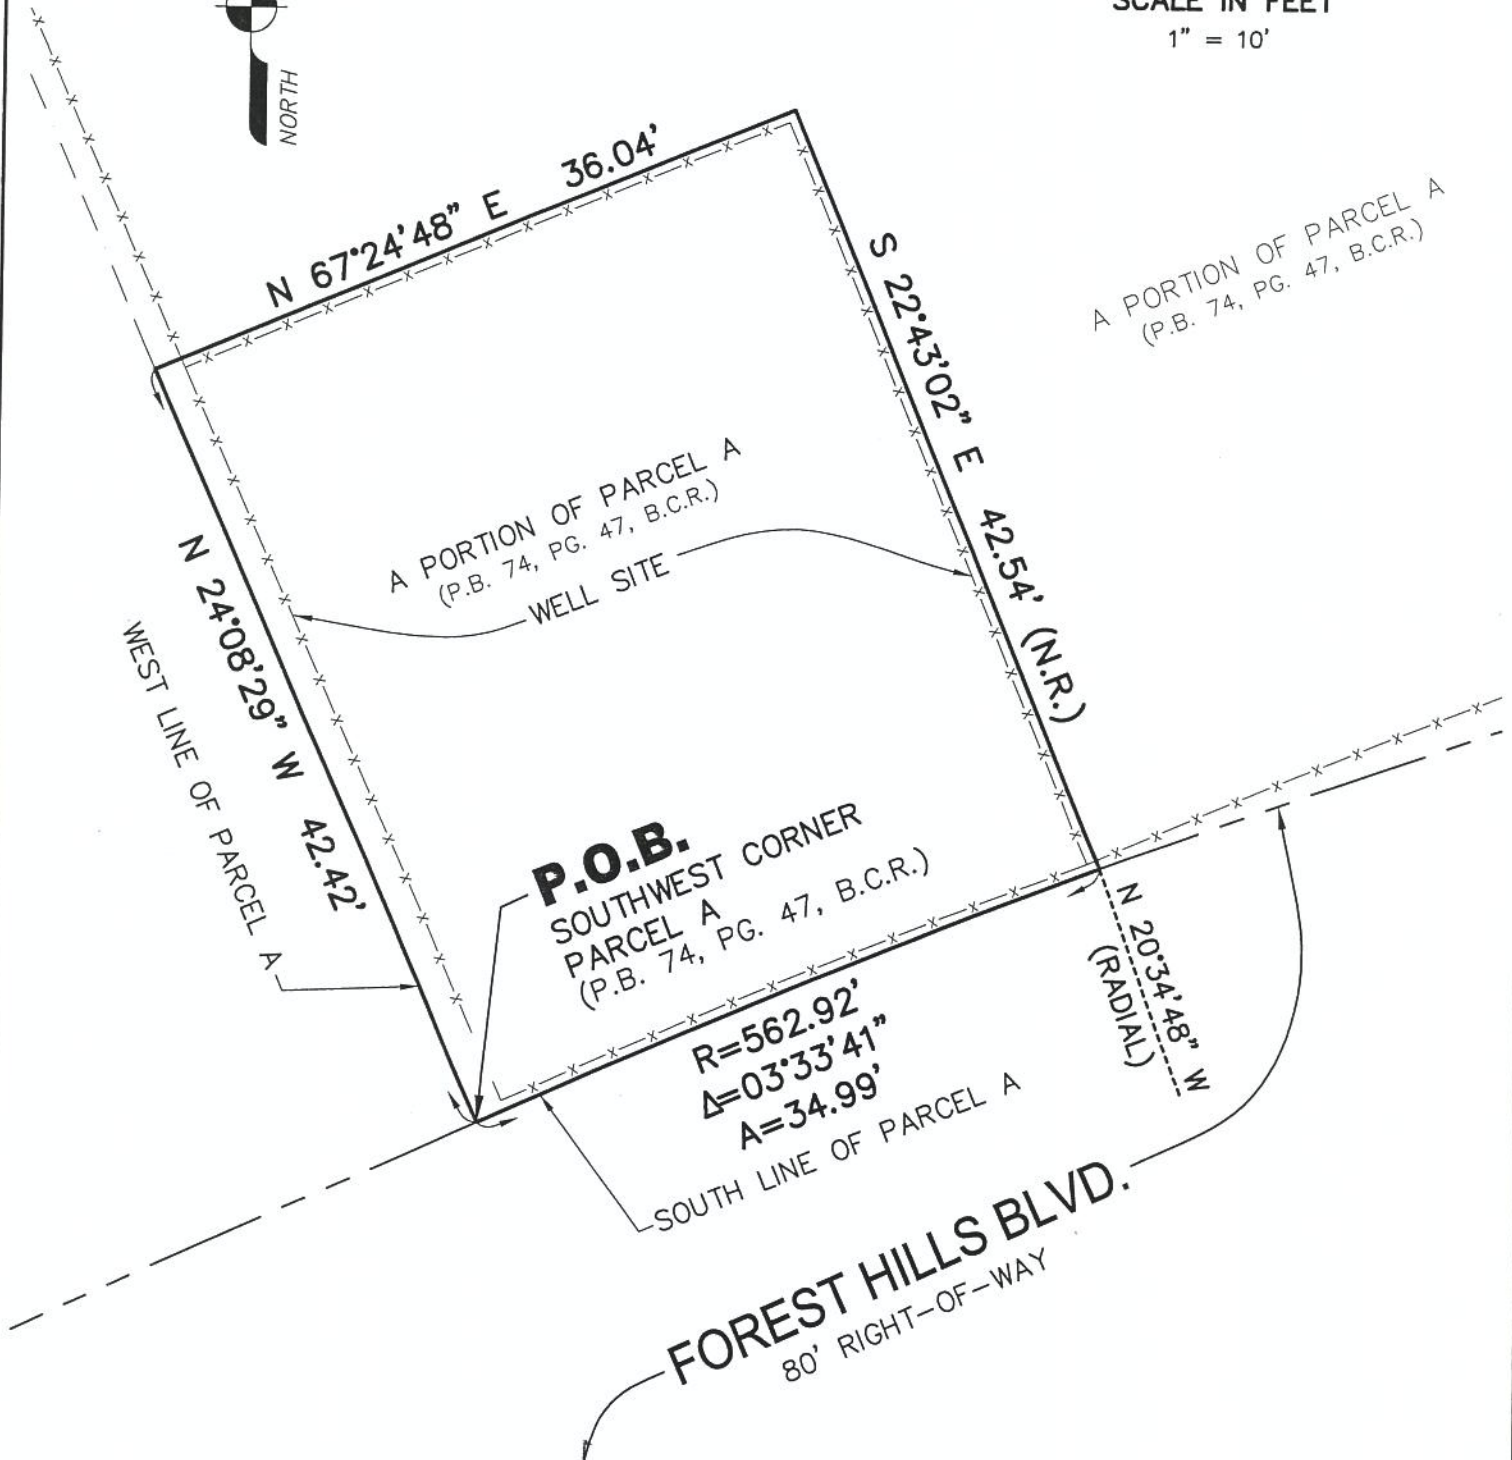 SCALE IN FEET
1" = 10'
NORTH
N 67°24'48" E 36.04'
S 22°43'02" E 42.54' (N.R.)
A PORTION OF PARCEL A
(P.B. 74, PG. 47, B.C.R.)
A PORTION OF PARCEL A
(P.B. 74, PG. 47, B.C.R.)
WELL SITE
N 24°08'29" W 42.42'
WEST LINE OF PARCEL A
P.O.B.
SOUTHWEST CORNER
PARCEL A
(P.B. 74, PG. 47, B.C.R.)
N 20°34'48" W
(RADIAL)
R=562.92'
Δ=03°33'41"
A=34.99'
SOUTH LINE OF PARCEL A
FOREST HILLS BLVD.
80' RIGHT-OF-WAY